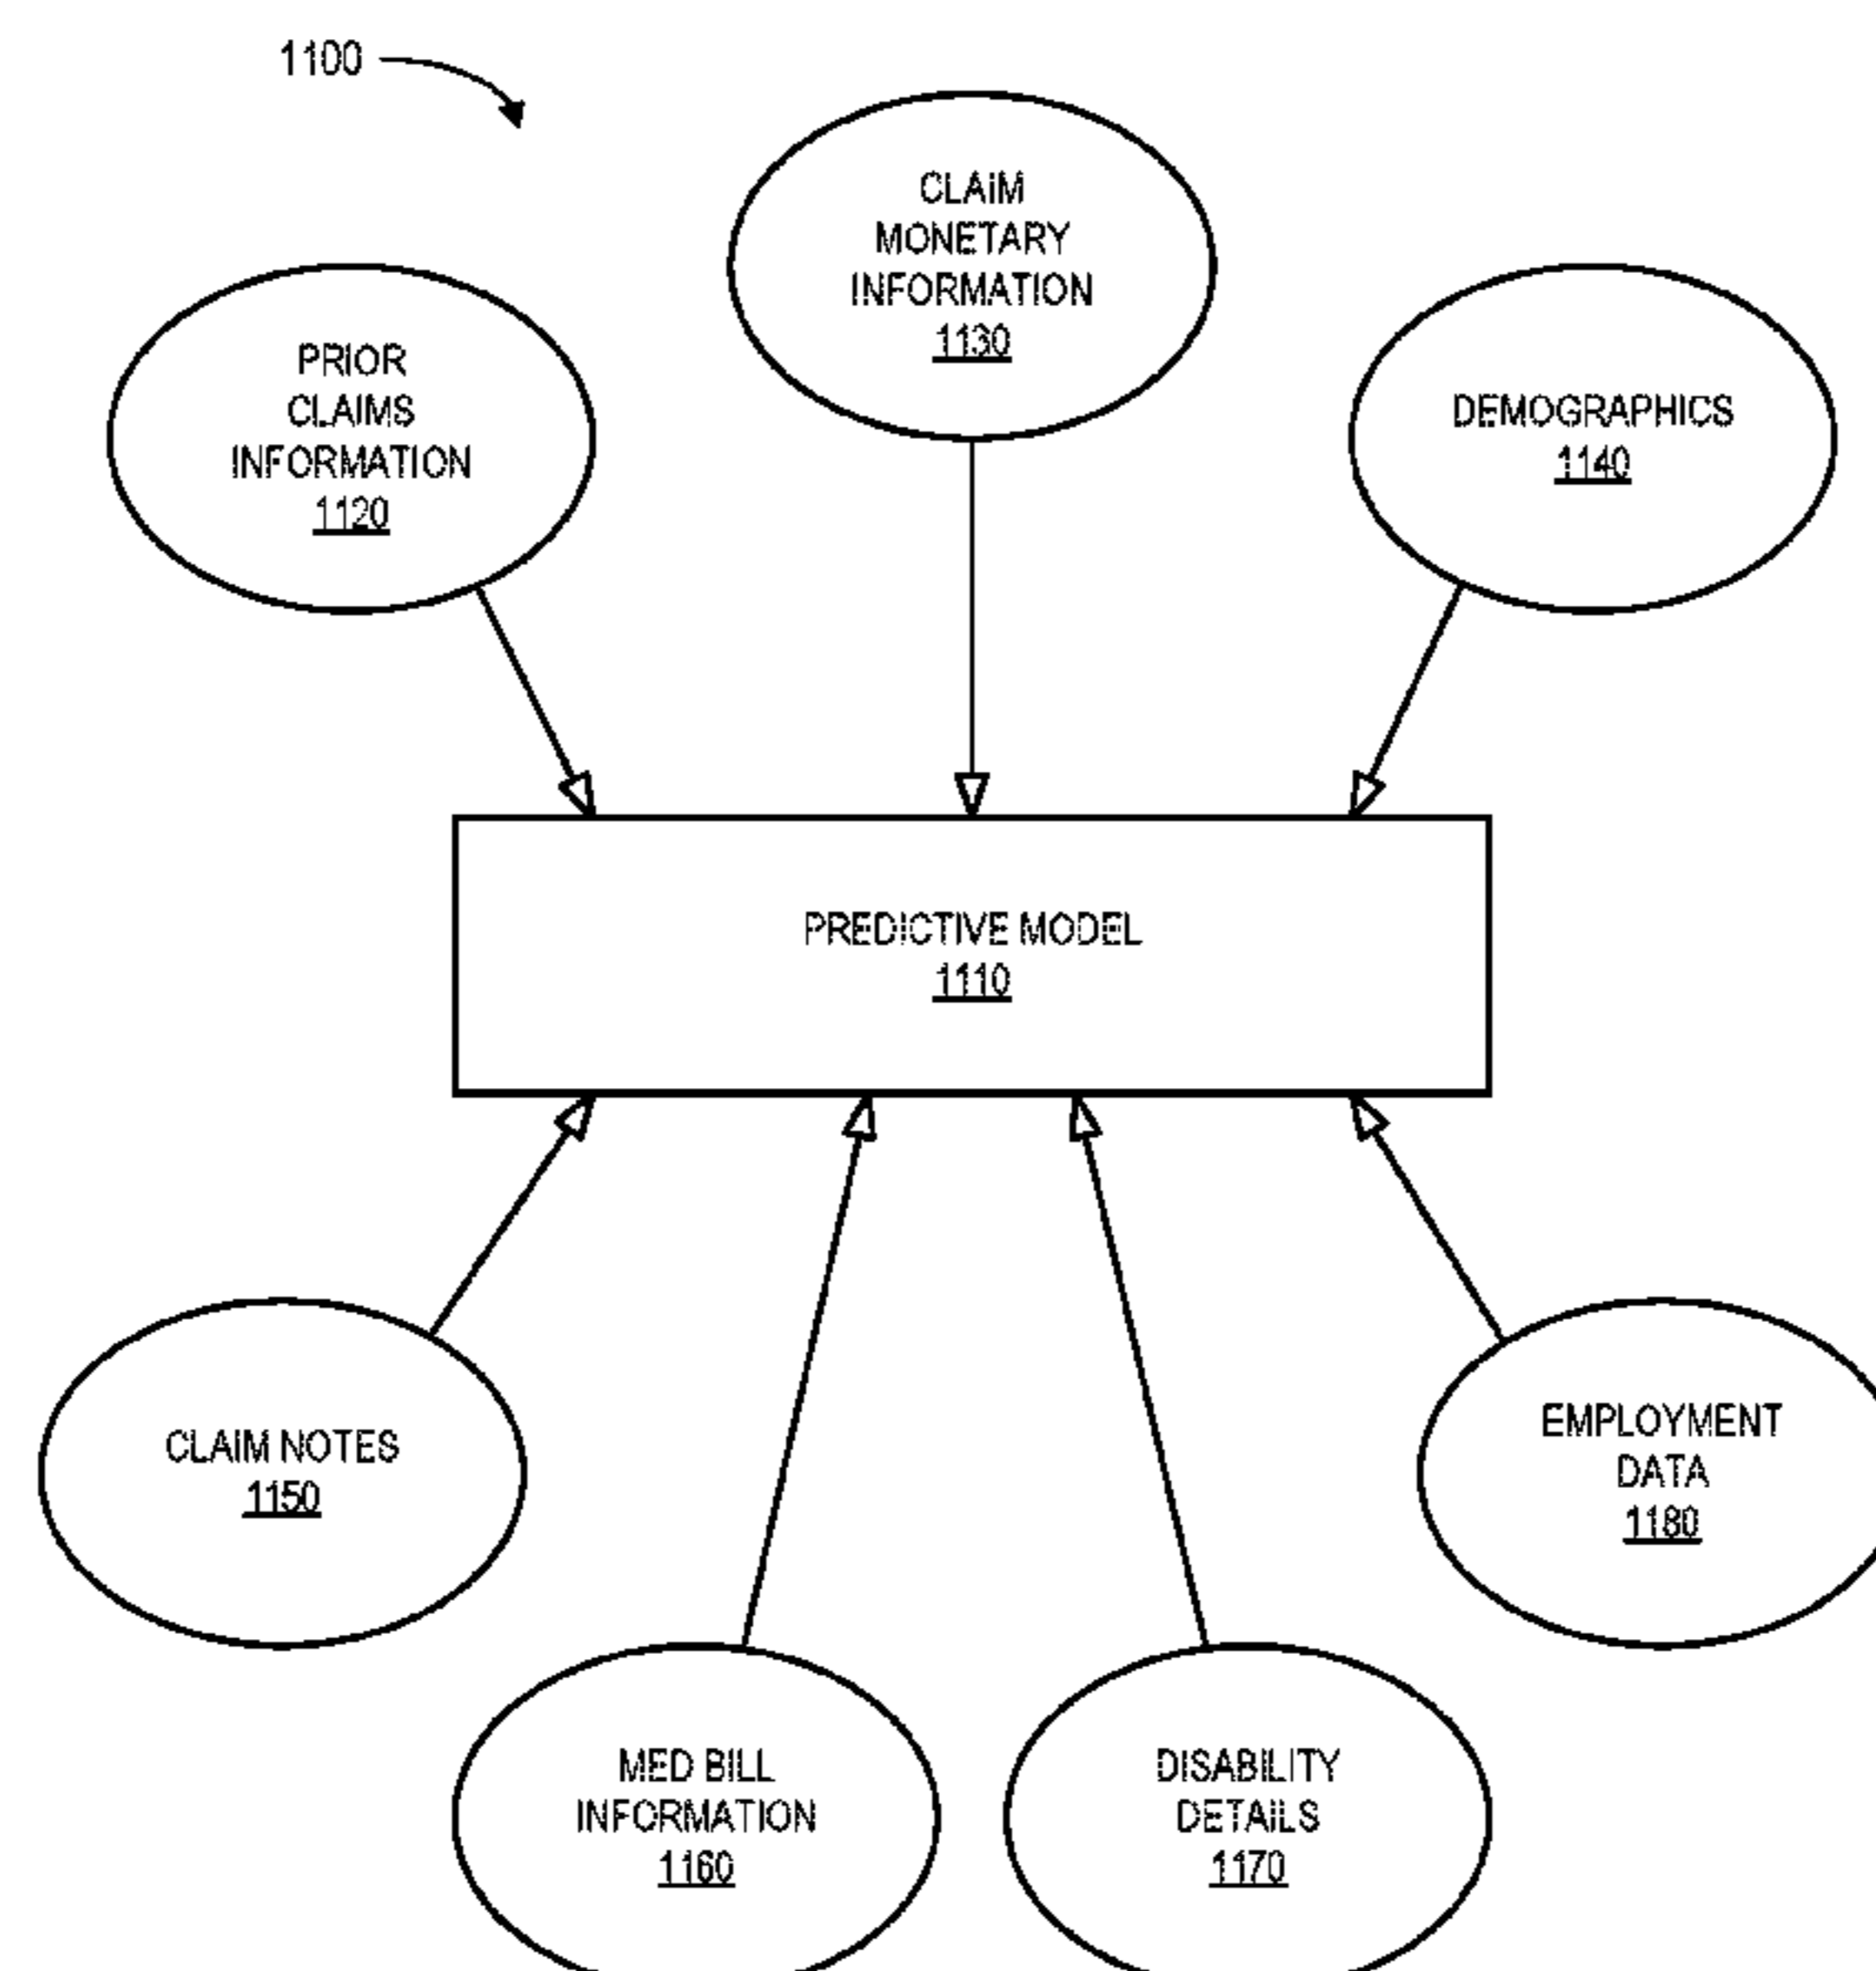 1100
CLAIM
MONETARY
INFORMATION
1130
PRIOR
CLAIMS
INFORMATION
1120
DEMOGRAPHICS
1140
PREDICTIVE MODEL
1110
CLAIM NOTES
1150
EMPLOYMENT
DATA
1180
MED BILL
INFORMATION
1160
DISABILITY
DETAILS
1170